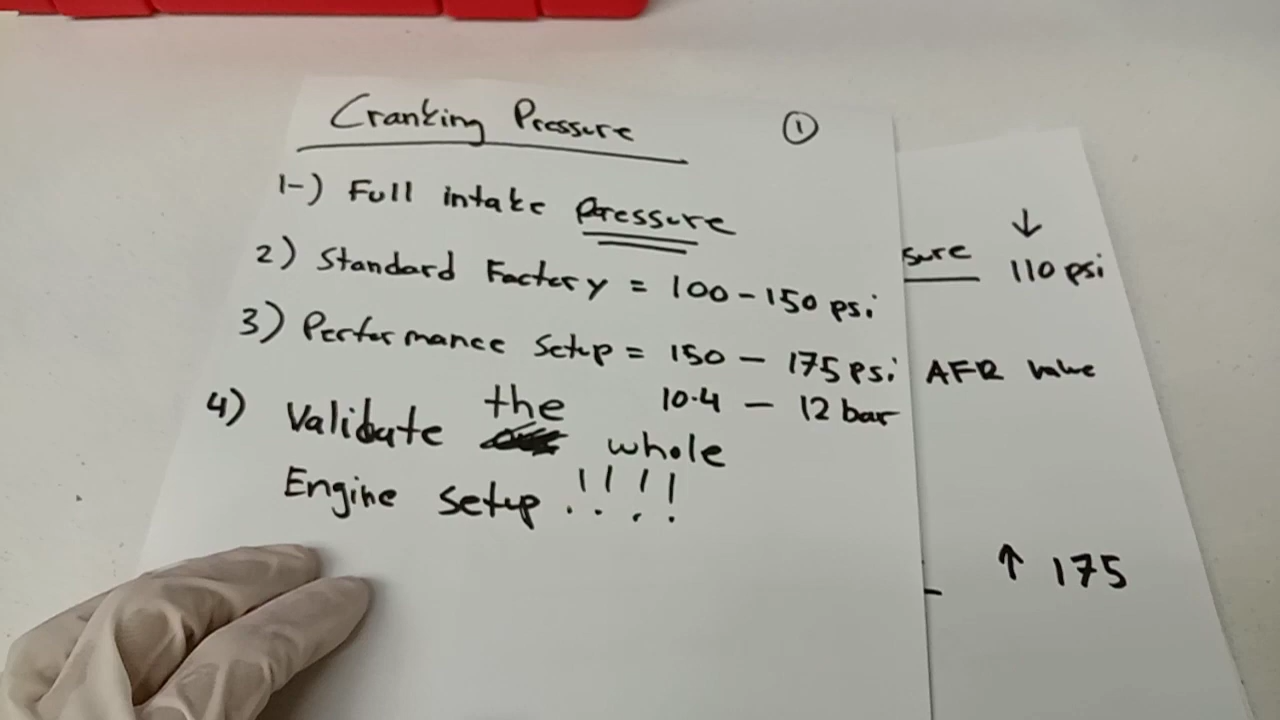 Cranking Pressure ①
1-) Full intake Pressure
2) Standard Factory = 100-150 psi
3) Performance Setup = 150 - 175 psi
10.4 - 12 bar
4) Validate the whole
Engine setup !!!!
↓
sure 110 psi
AFR value
↑ 175